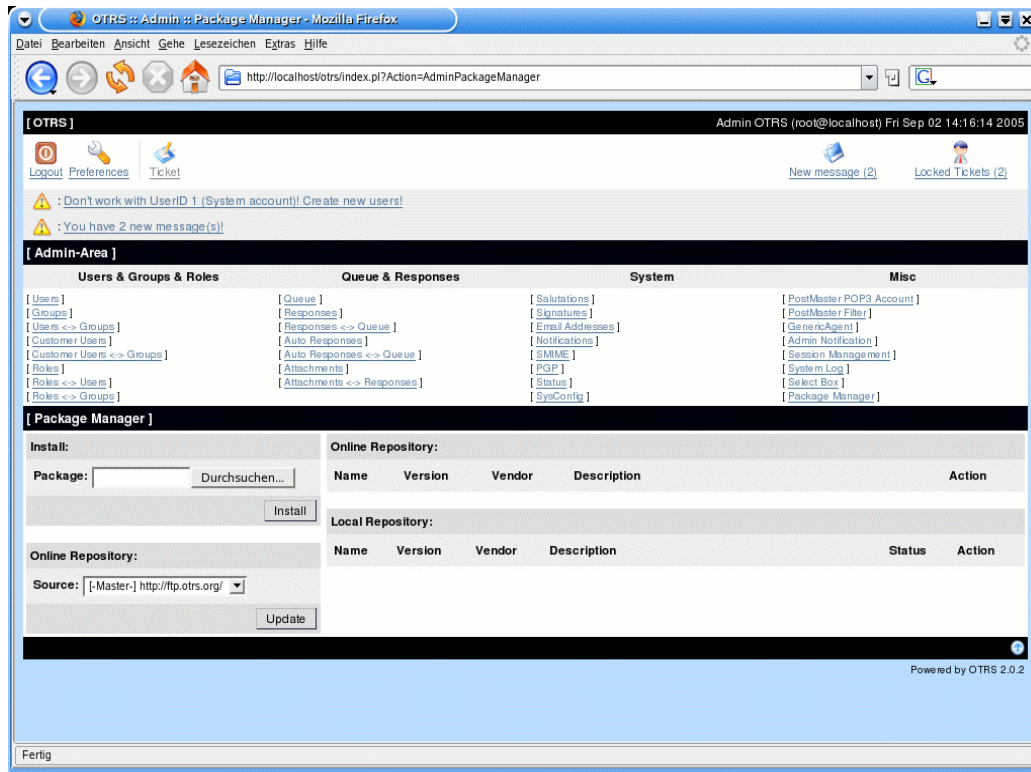 OTRS :: Admin :: Package Manager - Mozilla Firefox
Datei Bearbeiten Ansicht Gehe Lesezeichen Extras Hilfe
http://localhost/otrs/index.pl?Action=AdminPackageManager
[ OTRS ] Admin OTRS (root@localhost) Fri Sep 02 14:16:14 2005
Logout Preferences Ticket New message (2) Locked Tickets (2)
: Don't work with UserID 1 (System account)! Create new users!
: You have 2 new message(s)!
[ Admin-Area ]
Users & Groups & Roles Queue & Responses System Misc
[ Users ] [ Queue ] [ Salutations ] [ PostMaster POP3 Account ]
[ Groups ] [ Responses ] [ Signatures ] [ PostMaster Filter ]
[ Users <-> Groups ] [ Responses <-> Queue ] [ Email Addresses ] [ GenericAgent ]
[ Customer Users ] [ Auto Responses ] [ Notifications ] [ Admin Notification ]
[ Customer Users <-> Groups ] [ Auto Responses <-> Queue ] [ SMIME ] [ Session Management ]
[ Roles ] [ Attachments ] [ PGP ] [ System Log ]
[ Roles <-> Users ] [ Attachments <-> Responses ] [ Status ] [ Select Box ]
[ Roles <-> Groups ] [ SysConfig ] [ Package Manager ]
[ Package Manager ]
Install:
Package: Durchsuchen...
Install
Online Repository:
Source: [-Master-] http://ftp.otrs.org/
Update
Online Repository:
Name Version Vendor Description Action
Local Repository:
Name Version Vendor Description Status Action
Powered by OTRS 2.0.2
Fertig